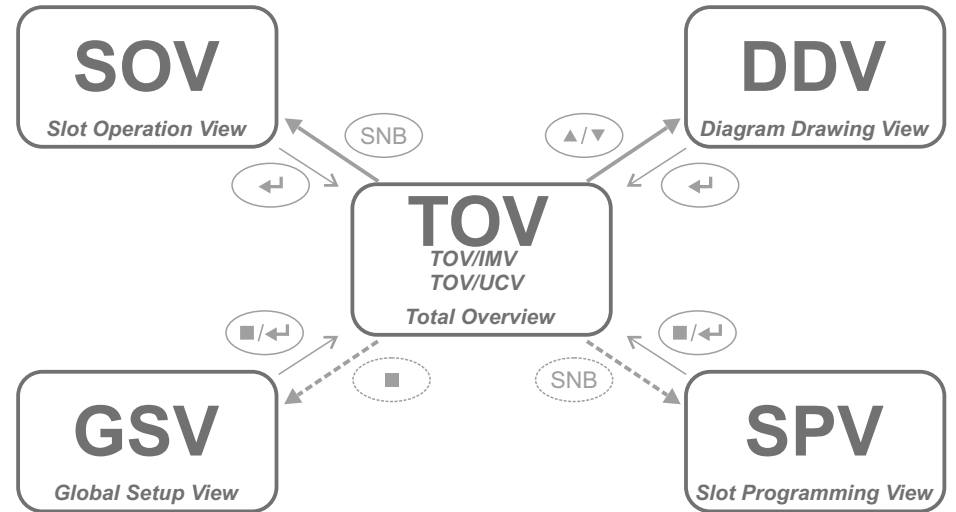 SOV
Slot Operation View
DDV
Diagram Drawing View
SNB
▲/▼
↵
↵
TOV
TOV/IMV
TOV/UCV
Total Overview
■/↵
■/↵
■
SNB
GSV
Global Setup View
SPV
Slot Programming View